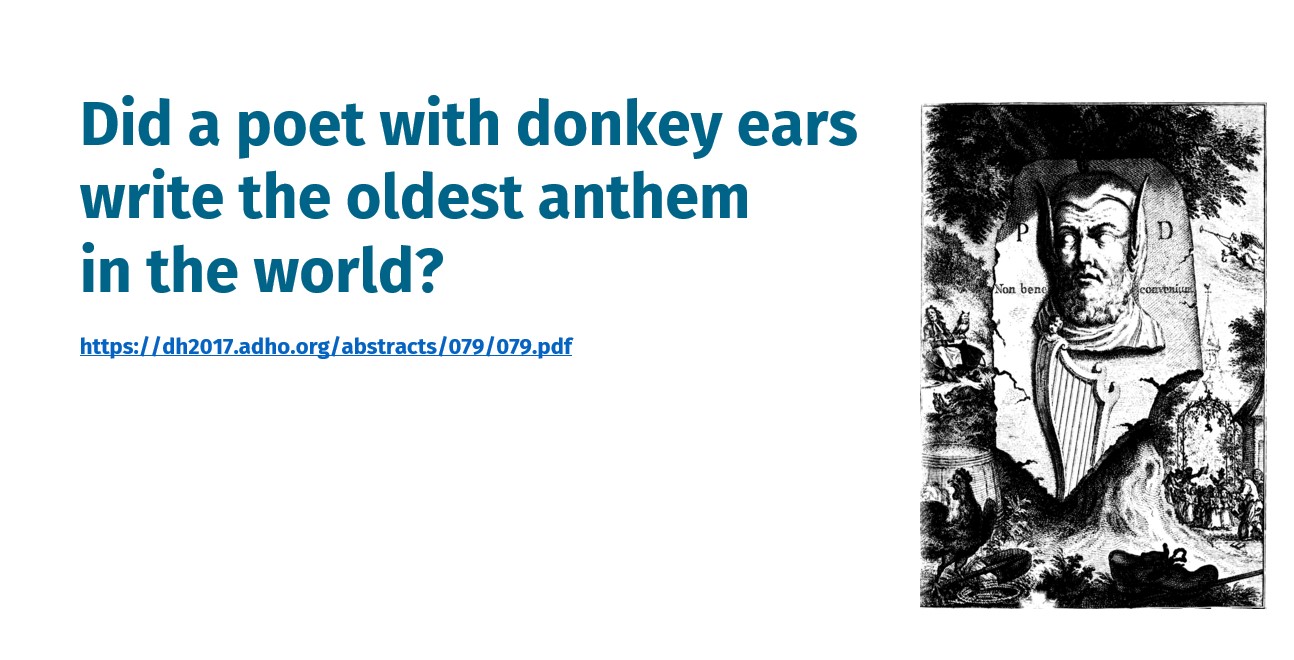 Did a poet with donkey ears
write the oldest anthem
in the world?
https://dh2017.adho.org/abstracts/079/079.pdf
P D
Non bene conveniunt